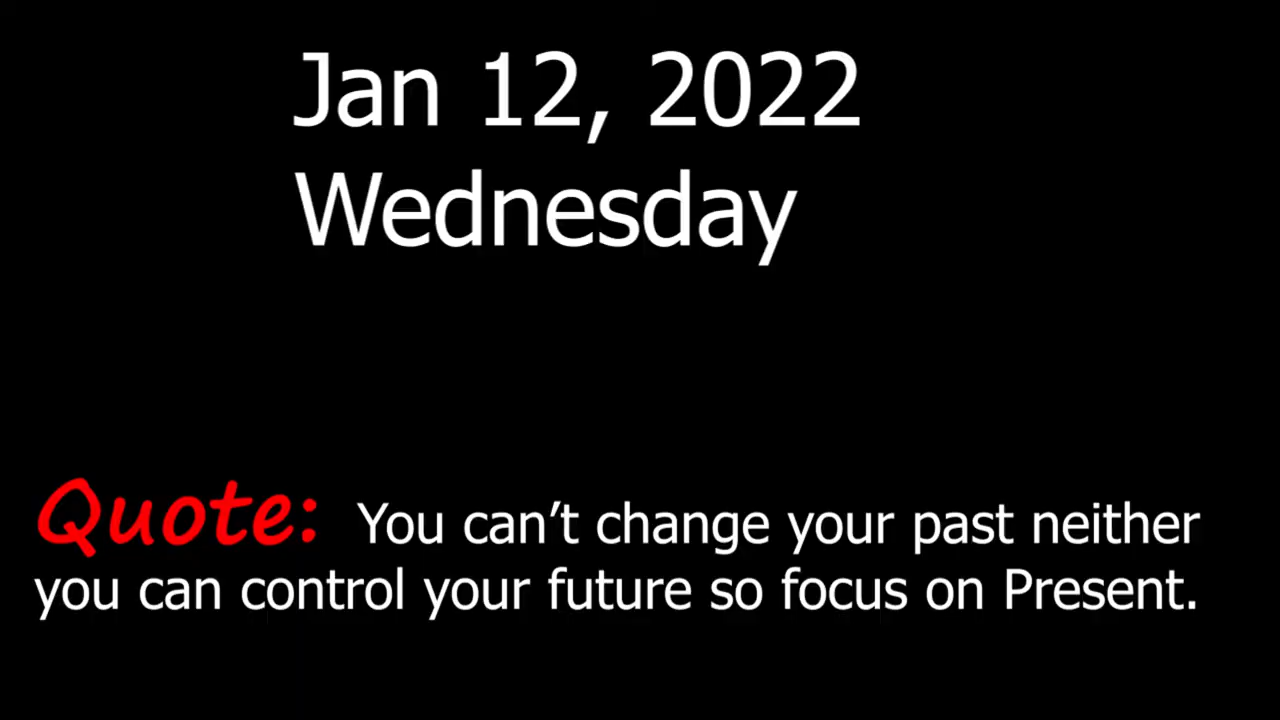 Jan 12, 2022
Wednesday
Quote: You can’t change your past neither
you can control your future so focus on Present.